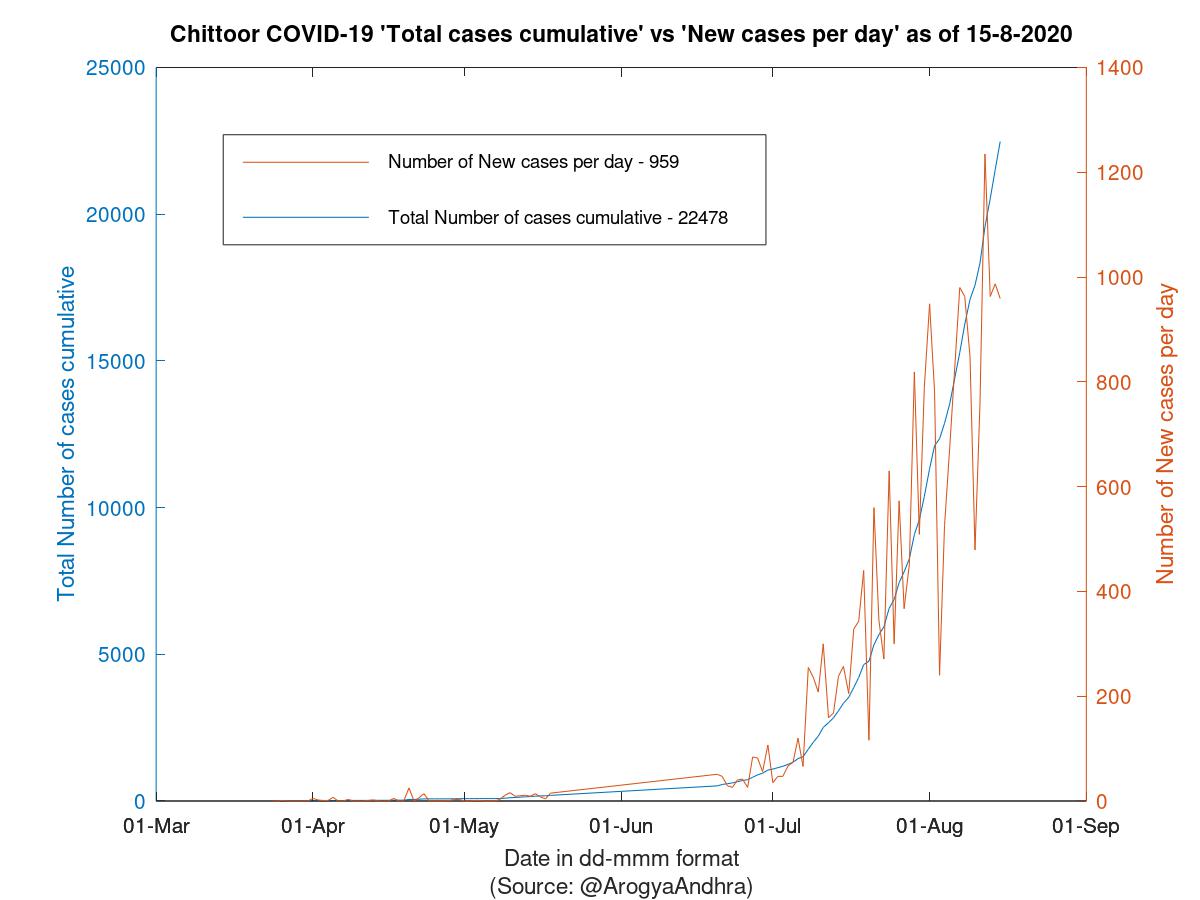 Chittoor COVID-19 'Total cases cumulative' vs 'New cases per day' as of 15-8-2020
25000
20000
15000
10000
5000
0
Total Number of cases cumulative
Number of New cases per day - 959
Total Number of cases cumulative - 22478
1400
1200
1000
800
600
400
200
0
Number of New cases per day
01-Mar 01-Apr 01-May 01-Jun 01-Jul 01-Aug 01-Sep
Date in dd-mmm format
(Source: @ArogyaAndhra)